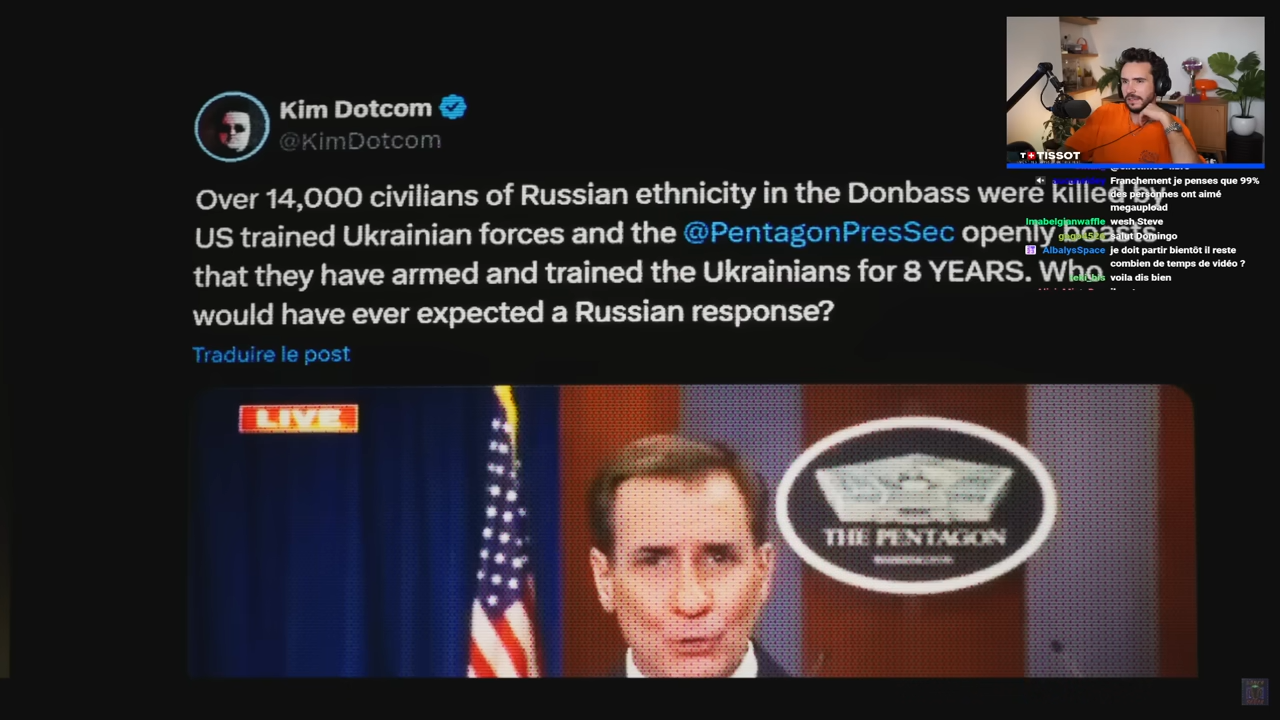 Kim Dotcom
@KimDotcom
Over 14,000 civilians of Russian ethnicity in the Donbass were killed by
US trained Ukrainian forces and the @PentagonPresSec openly boasts
that they have armed and trained the Ukrainians for 8 YEARS. Who
would have ever expected a Russian response?
Traduire le post
LIVE
THE PENTAGON
T+TISSOT
Franchement je penses que 99%
des personnes ont aimé
megaupload
Imabelgianwaffle wesh Steve
salut Domingo
AlbalysSpace je doit partir bientôt il reste
combien de temps de vidéo ?
voila dis bien